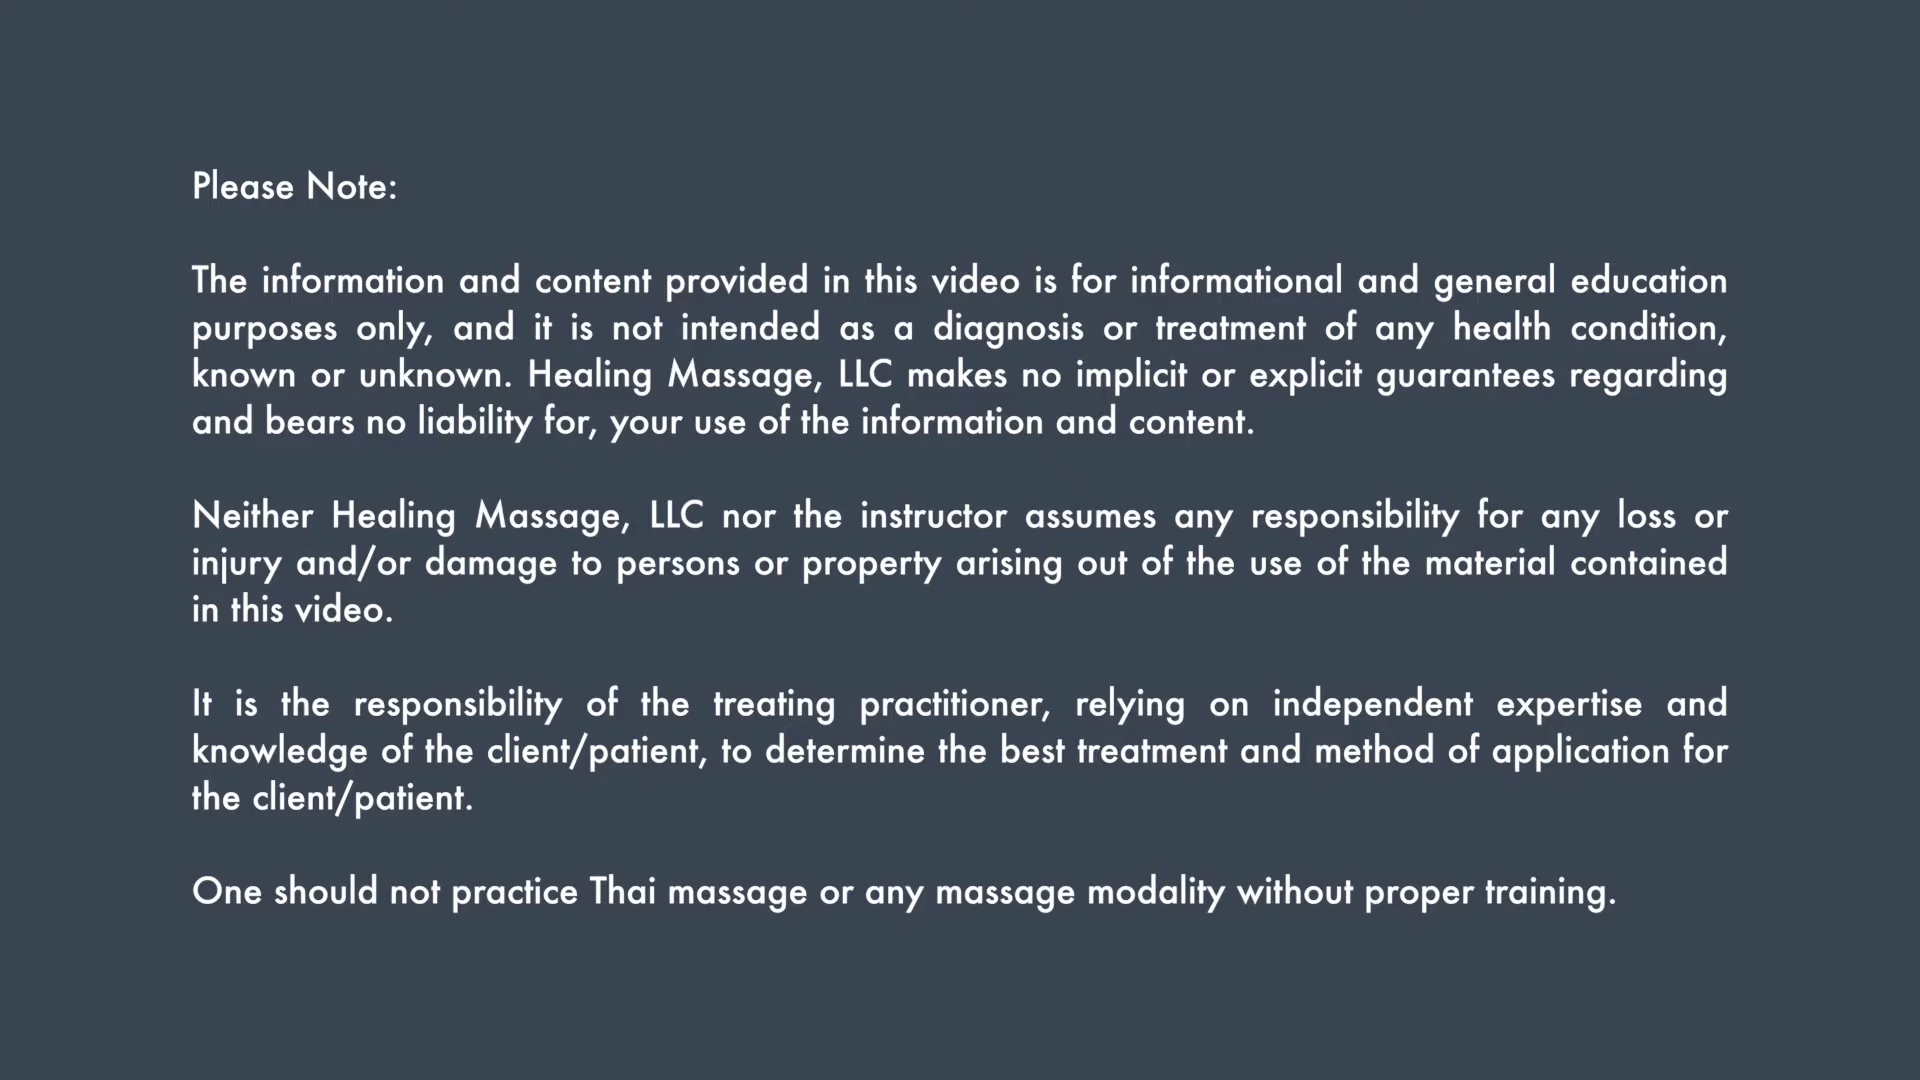 Please Note:
The information and content provided in this video is for informational and general education
purposes only, and it is not intended as a diagnosis or treatment of any health condition,
known or unknown. Healing Massage, LLC makes no implicit or explicit guarantees regarding
and bears no liability for, your use of the information and content.
Neither Healing Massage, LLC nor the instructor assumes any responsibility for any loss or
injury and/or damage to persons or property arising out of the use of the material contained
in this video.
It is the responsibility of the treating practitioner, relying on independent expertise and
knowledge of the client/patient, to determine the best treatment and method of application for
the client/patient.
One should not practice Thai massage or any massage modality without proper training.